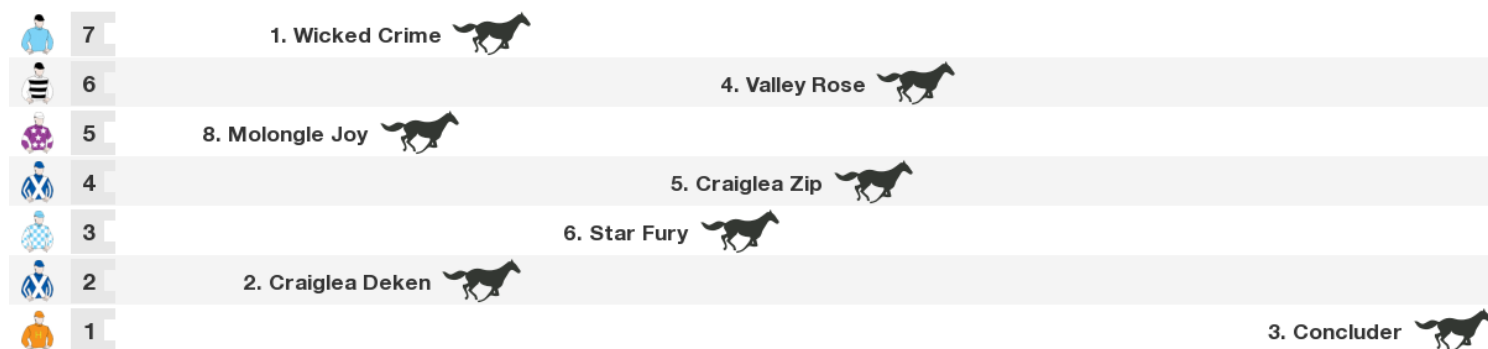 7 1. Wicked Crime
6 4. Valley Rose
5 8. Molongle Joy
4 5. Craiglea Zip
3 6. Star Fury
2 2. Craiglea Deken
1 3. Concluder